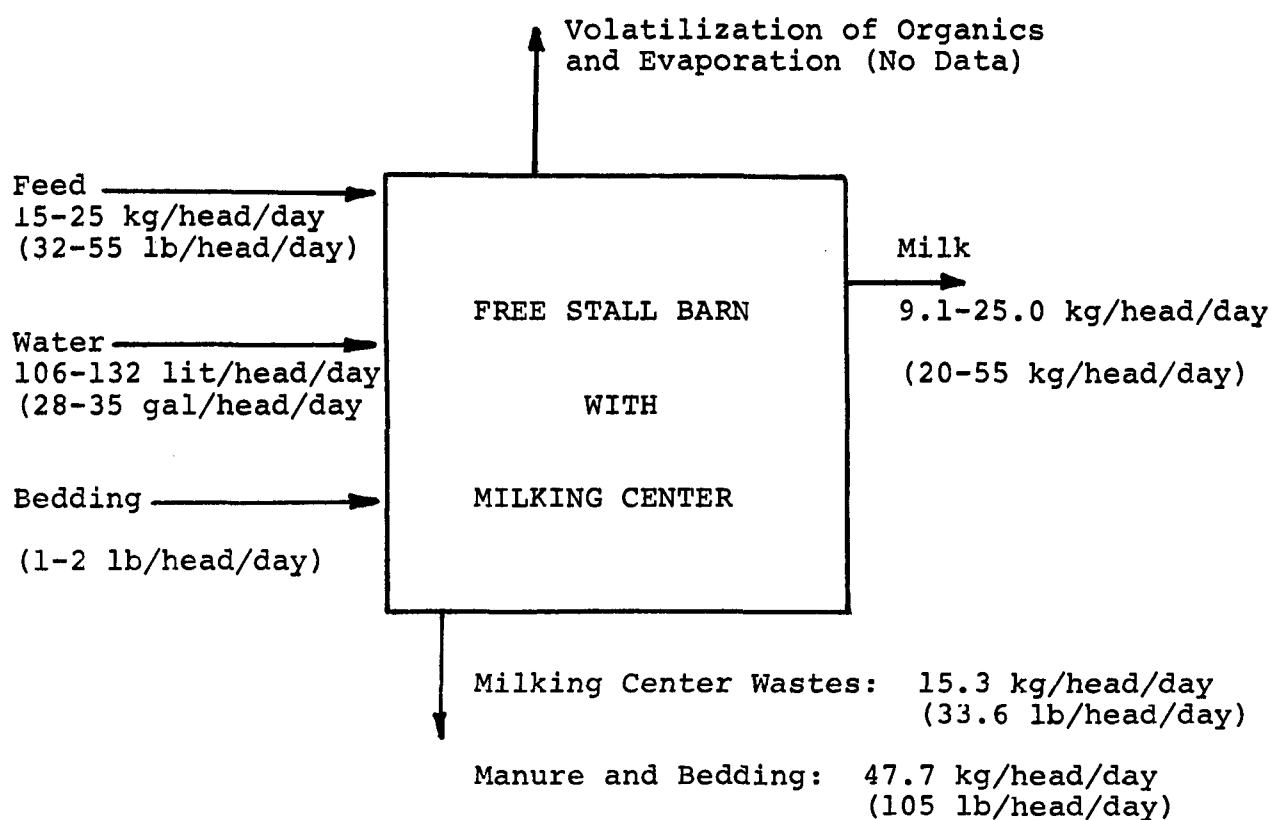 Volatilization of Organics
and Evaporation (No Data)
Feed
15-25 kg/head/day
(32-55 lb/head/day)
Milk
FREE STALL BARN
9.1-25.0 kg/head/day
Water
106-132 lit/head/day
(20-55 kg/head/day)
(28-35 gal/head/day
WITH
Bedding
MILKING CENTER
(1-2 lb/head/day)
Milking Center Wastes: 15.3 kg/head/day
(33.6 lb/head/day)
Manure and Bedding: 47.7 kg/head/day
(105 lb/head/day)